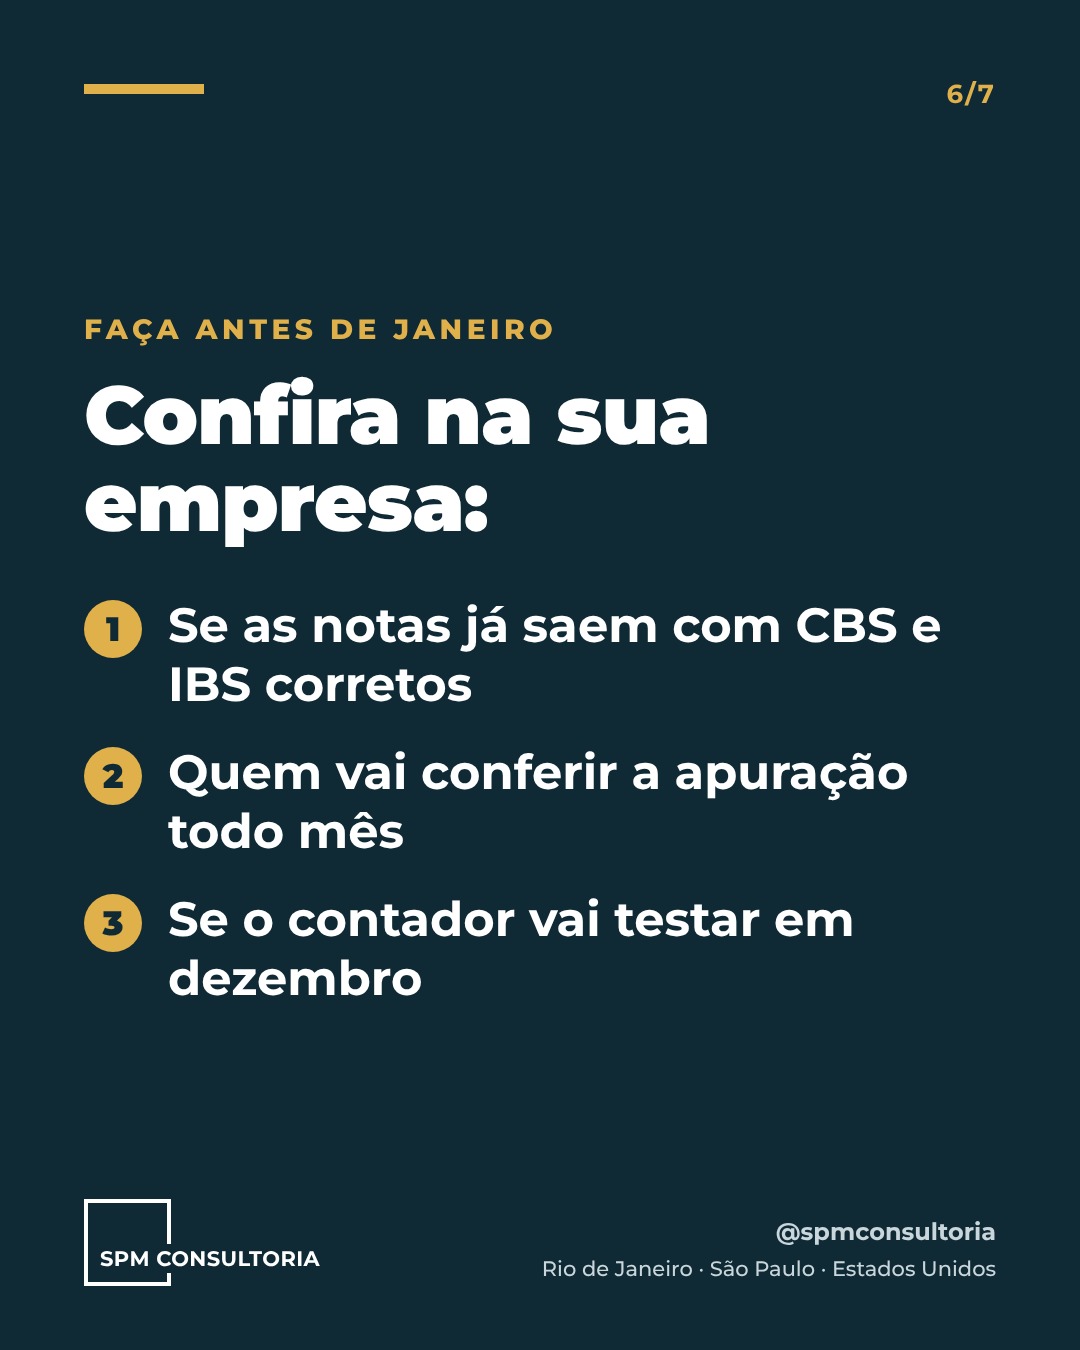 6/7
FAÇA ANTES DE JANEIRO
Confira na sua
empresa:
1 Se as notas já saem com CBS e
IBS corretos
2 Quem vai conferir a apuração
todo mês
3 Se o contador vai testar em
dezembro
SPM CONSULTORIA
@spmconsultoria
Rio de Janeiro · São Paulo · Estados Unidos